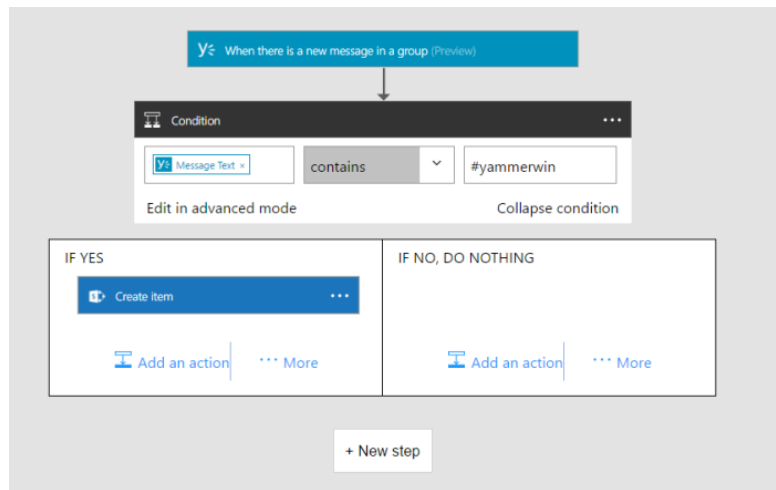 When there is a new message in a group (Preview)
Condition
Message Text × contains #yammerwin
Edit in advanced mode Collapse condition
IF YES
Create item
Add an action ··· More
IF NO, DO NOTHING
Add an action ··· More
+ New step